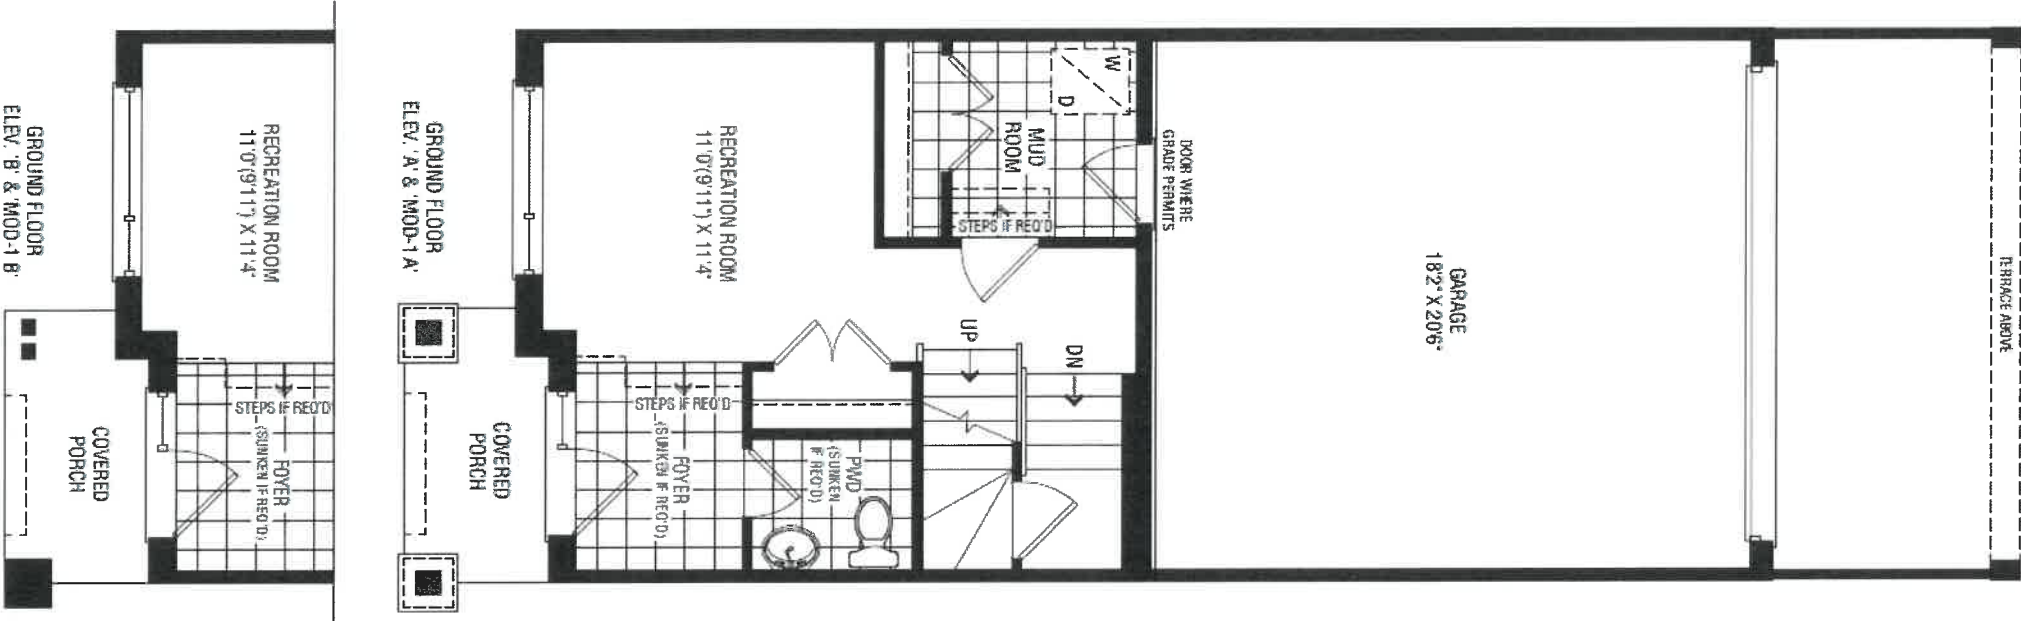 TERRACE ABOVE
GARAGE
18'2" X 20'6"
DOOR WHERE
GRADE PERMITS
W
D
MUD
ROOM
STEPS IF REQ'D
DN
UP
RECREATION ROOM
11'0"(9'11") X 11'4"
PWD
(SUNKEN
IF REQ'D)
STEPS IF REQ'D
FOYER
(SUNKEN IF REQ'D)
COVERED
PORCH
GROUND FLOOR
ELEV. 'A' & 'MOD-1 A'
RECREATION ROOM
11'0"(9'11") X 11'4"
STEPS IF REQ'D
FOYER
(SUNKEN IF REQ'D)
COVERED
PORCH
GROUND FLOOR
ELEV. 'B' & 'MOD-1 B'